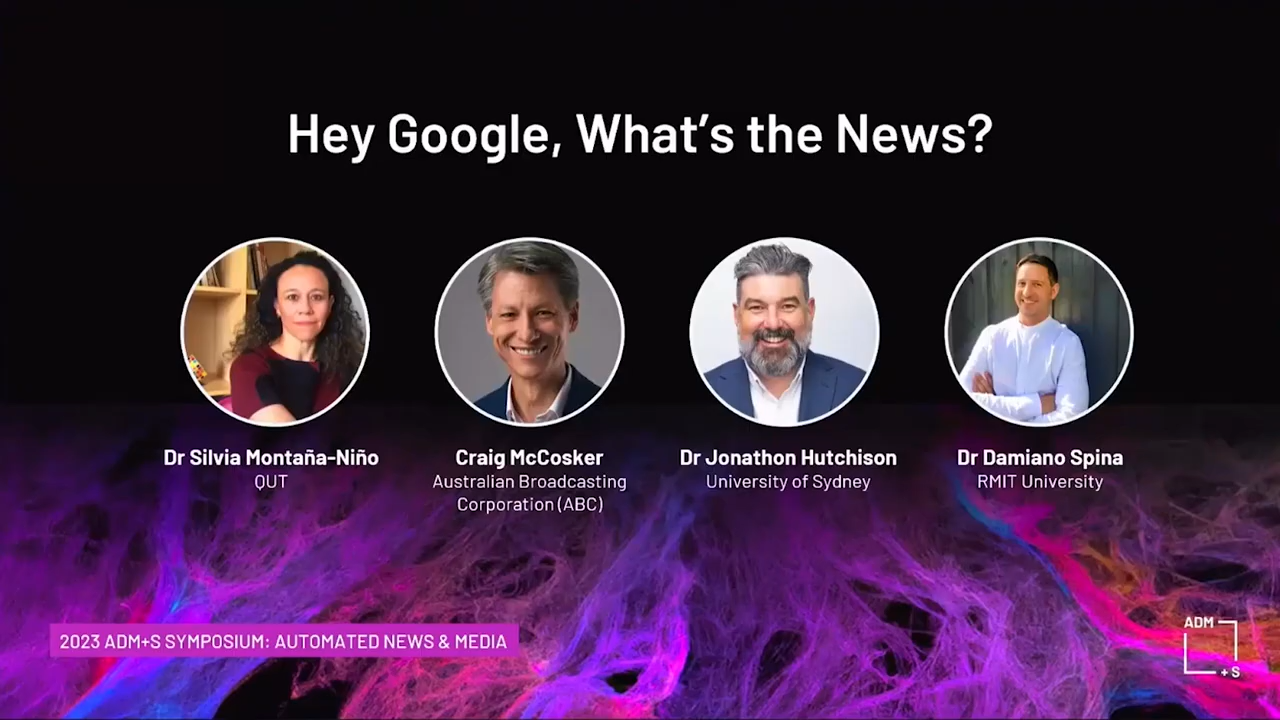 Hey Google, What's the News?
Dr Silvia Montaña-Niño
QUT
Craig McCosker
Australian Broadcasting
Corporation (ABC)
Dr Jonathon Hutchison
University of Sydney
Dr Damiano Spina
RMIT University
2023 ADM+S SYMPOSIUM: AUTOMATED NEWS & MEDIA
ADM
+ S